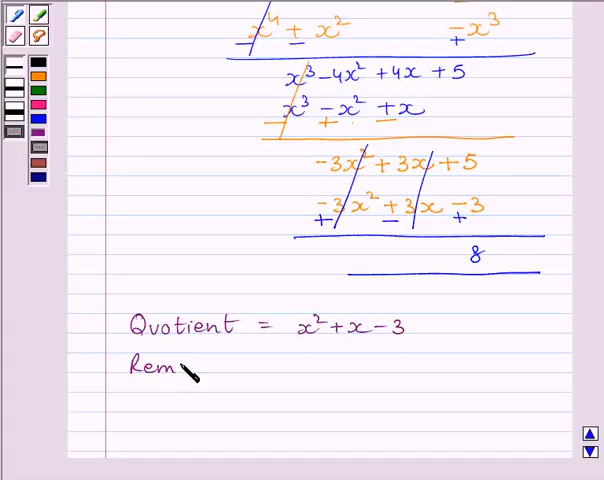 x⁴ + x² − x³
− − +
x³ − 4x² + 4x + 5
x³ − x² + x
− + −
−3x² + 3x + 5
−3x² + 3x − 3
+ − +
8
Quotient = x² + x − 3
Rem